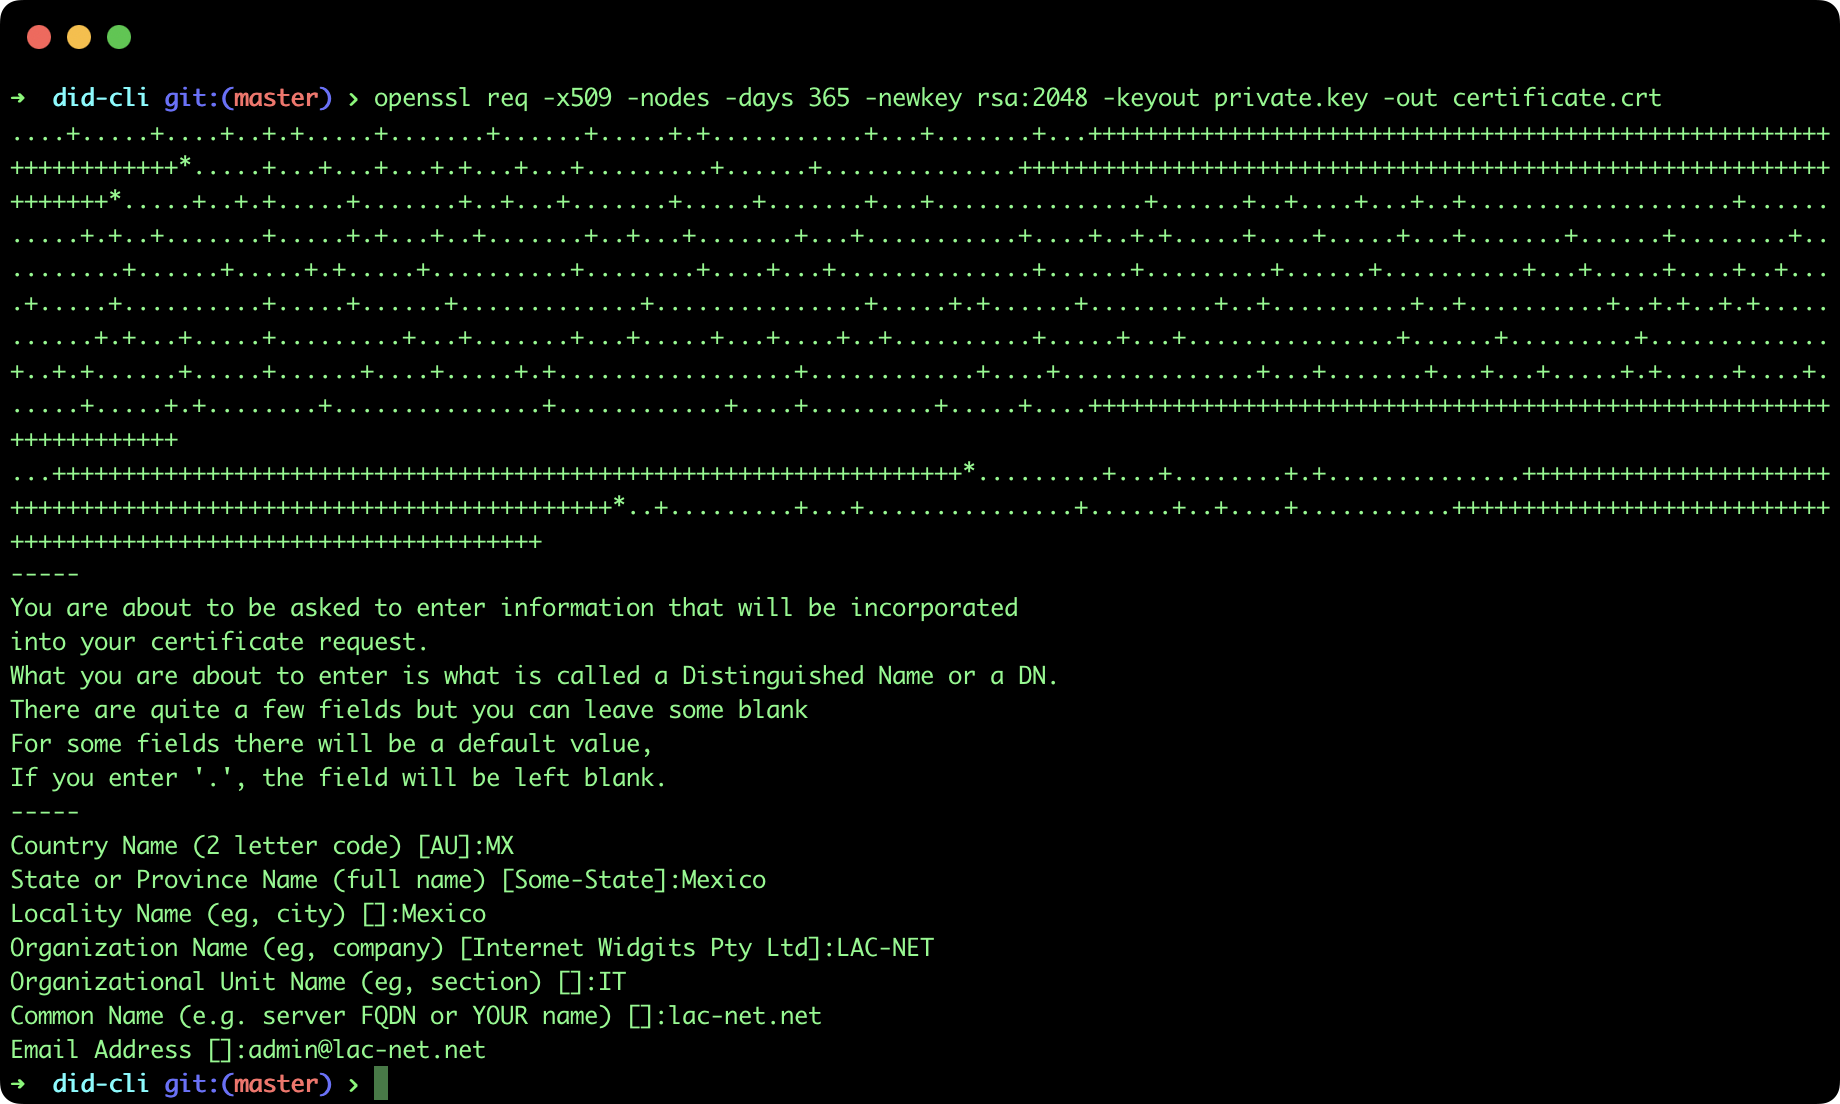 ➜ did-cli git:(master) › openssl req -x509 -nodes -days 365 -newkey rsa:2048 -keyout private.key -out certificate.crt
....+.....+....+..+.+.....+.......+......+.....+.+...........+...+.......+...+++++++++++++++++++++++++++++++++++++++++++++++++++++
++++++++++++*.....+...+...+...+.+...+...+.........+......+..............++++++++++++++++++++++++++++++++++++++++++++++++++++++++++
+++++++*.....+..+.+.....+.......+..+...+.......+.....+.......+...+...............+......+..+....+...+..+...................+......
.....+.+..+.......+.....+.+...+..+.......+..+...+.......+...+...........+....+..+.+.....+....+.....+...+.......+......+........+..
........+......+.....+.+.....+..........+........+....+...+..............+......+.........+......+..........+...+.....+....+..+...
.+.....+..........+.....+......+.............+...............+.....+.+......+.........+..+..........+..+..........+..+.+..+.+.....
......+.+...+.....+.........+...+.......+...+.....+...+....+..+..........+.....+...+...............+......+.........+.............
+..+.+......+.....+......+....+.....+.+.................+............+....+..............+...+.......+...+...+.....+.+.....+....+.
.....+.....+.+........+...............+............+....+.........+.....+....+++++++++++++++++++++++++++++++++++++++++++++++++++++
++++++++++++
...+++++++++++++++++++++++++++++++++++++++++++++++++++++++++++++++++*.........+...+........+.+..............++++++++++++++++++++++
+++++++++++++++++++++++++++++++++++++++++++*..+.........+...+...............+......+..+....+...........+++++++++++++++++++++++++++
++++++++++++++++++++++++++++++++++++++
-----
You are about to be asked to enter information that will be incorporated
into your certificate request.
What you are about to enter is what is called a Distinguished Name or a DN.
There are quite a few fields but you can leave some blank
For some fields there will be a default value,
If you enter '.', the field will be left blank.
-----
Country Name (2 letter code) [AU]:MX
State or Province Name (full name) [Some-State]:Mexico
Locality Name (eg, city) []:Mexico
Organization Name (eg, company) [Internet Widgits Pty Ltd]:LAC-NET
Organizational Unit Name (eg, section) []:IT
Common Name (e.g. server FQDN or YOUR name) []:lac-net.net
Email Address []:admin@lac-net.net
➜ did-cli git:(master) ›